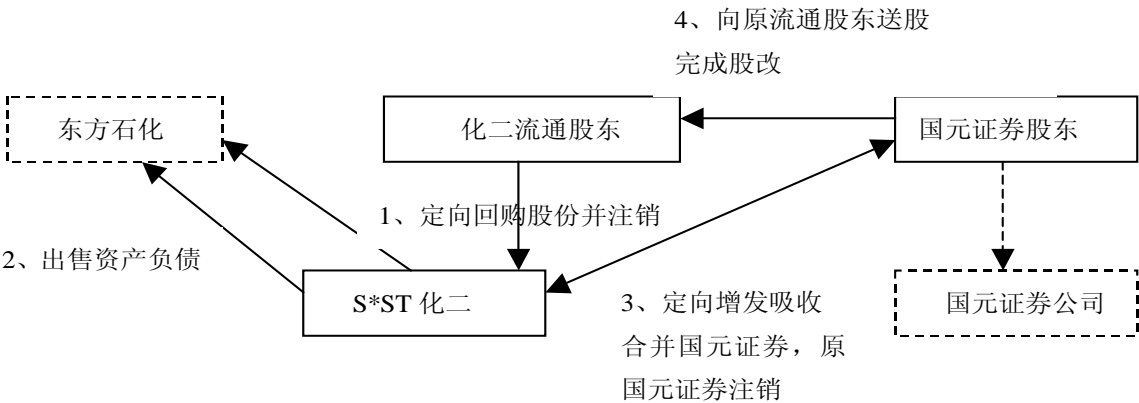 4、向原流通股东送股
完成股改
东方石化
化二流通股东
国元证券股东
1、定向回购股份并注销
2、出售资产负债
S*ST 化二
3、定向增发吸收
合并国元证券，原
国元证券注销
国元证券公司